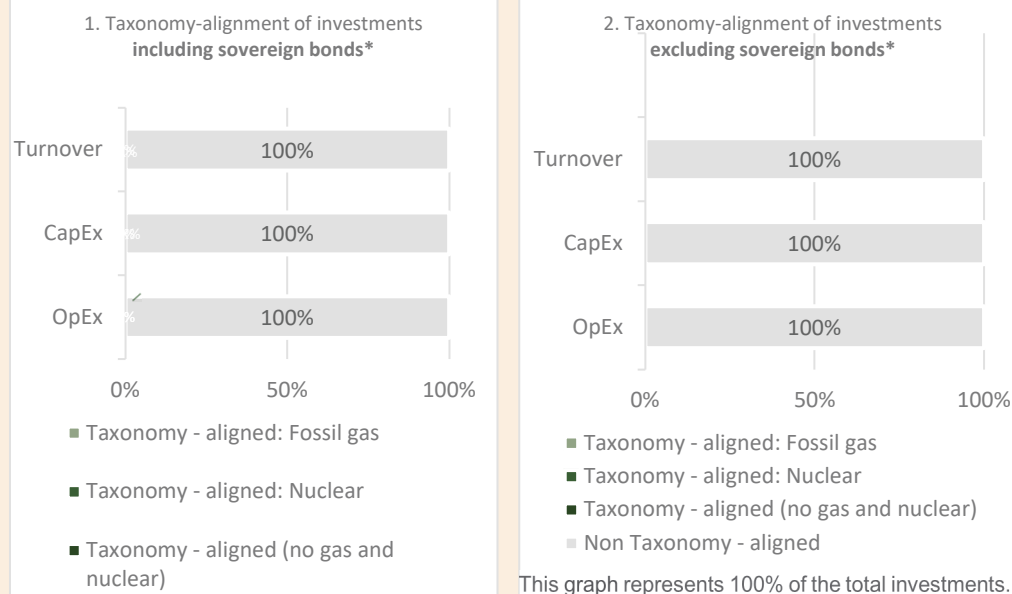 1. Taxonomy-alignment of investments
including sovereign bonds*
Turnover
100%
CapEx
100%
OpEx
100%
0%
50%
100%
Taxonomy - aligned: Fossil gas
Taxonomy - aligned: Nuclear
Taxonomy - aligned (no gas and
nuclear)
2. Taxonomy-alignment of investments
excluding sovereign bonds*
Turnover
100%
CapEx
100%
OpEx
100%
0%
50%
100%
Taxonomy - aligned: Fossil gas
Taxonomy - aligned: Nuclear
Taxonomy - aligned (no gas and nuclear)
Non Taxonomy - aligned
This graph represents 100% of the total investments.